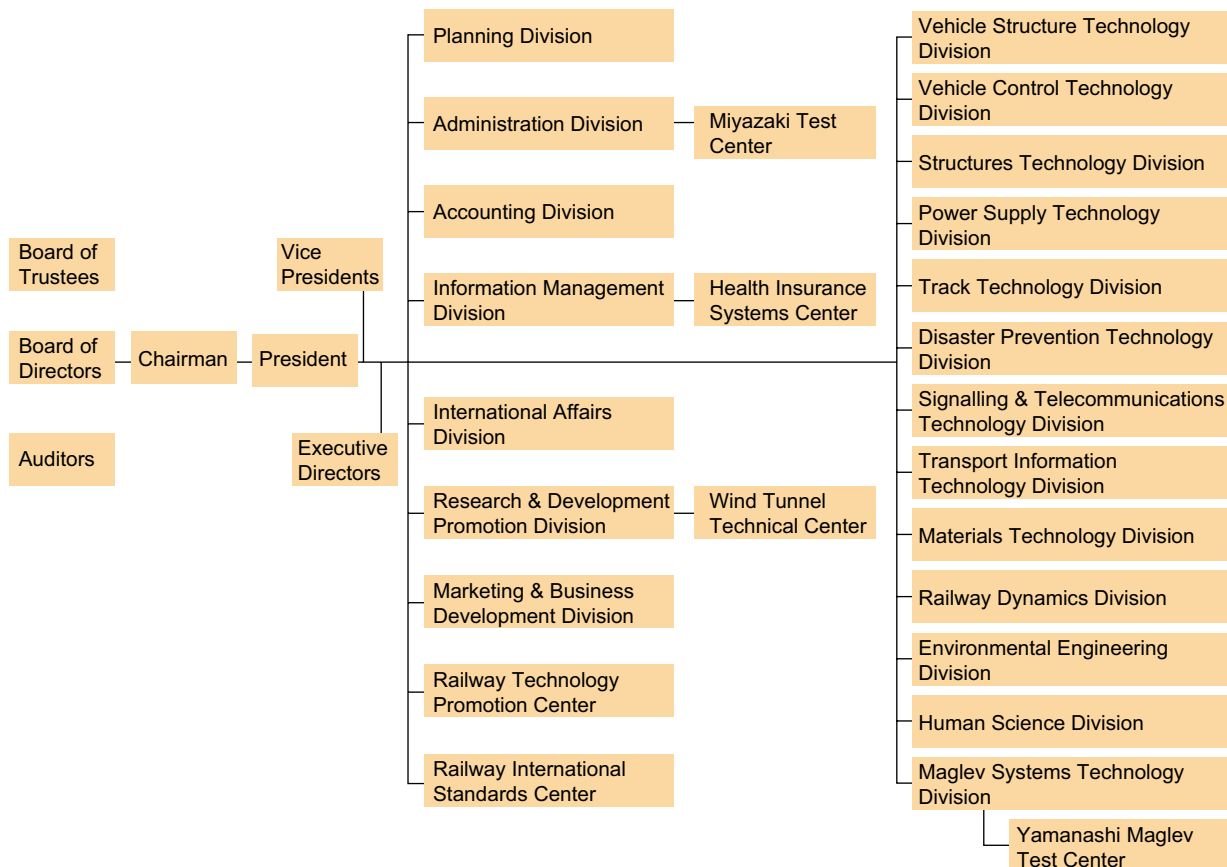 Board of
Trustees
Board of
Directors
Auditors
Chairman
President
Vice
Presidents
Executive
Directors
Planning Division
Administration Division
Accounting Division
Information Management
Division
International Affairs
Division
Research & Development
Promotion Division
Marketing & Business
Development Division
Railway Technology
Promotion Center
Railway International
Standards Center
Miyazaki Test
Center
Health Insurance
Systems Center
Wind Tunnel
Technical Center
Vehicle Structure Technology
Division
Vehicle Control Technology
Division
Structures Technology Division
Power Supply Technology
Division
Track Technology Division
Disaster Prevention Technology
Division
Signalling & Telecommunications
Technology Division
Transport Information
Technology Division
Materials Technology Division
Railway Dynamics Division
Environmental Engineering
Division
Human Science Division
Maglev Systems Technology
Division
Yamanashi Maglev
Test Center